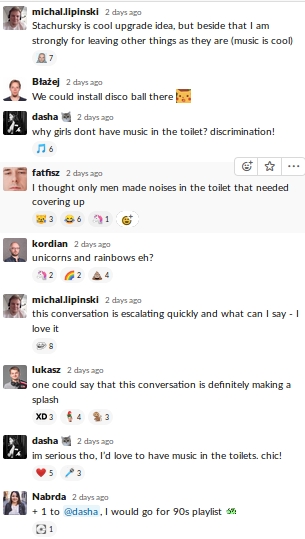 michal.lipinski 2 days ago
Stachursky is cool upgrade idea, but beside that I am
strongly for leaving other things as they are (music is cool)
7
Błażej 2 days ago
We could install disco ball there
dasha 2 days ago
why girls dont have music in the toilet? discrimination!
6
fatfisz 2 days ago
I thought only men made noises in the toilet that needed
covering up
3 6 1
kordian 2 days ago
unicorns and rainbows eh?
2 2 4
michal.lipinski 2 days ago
this conversation is escalating quickly and what can I say - I
love it
8
lukasz 2 days ago
one could say that this conversation is definitely making a
splash
XD 3 4 3
dasha 2 days ago
im serious tho, I'd love to have music in the toilets. chic!
5 3
Nabrda 2 days ago
+ 1 to @dasha, I would go for 90s playlist
1